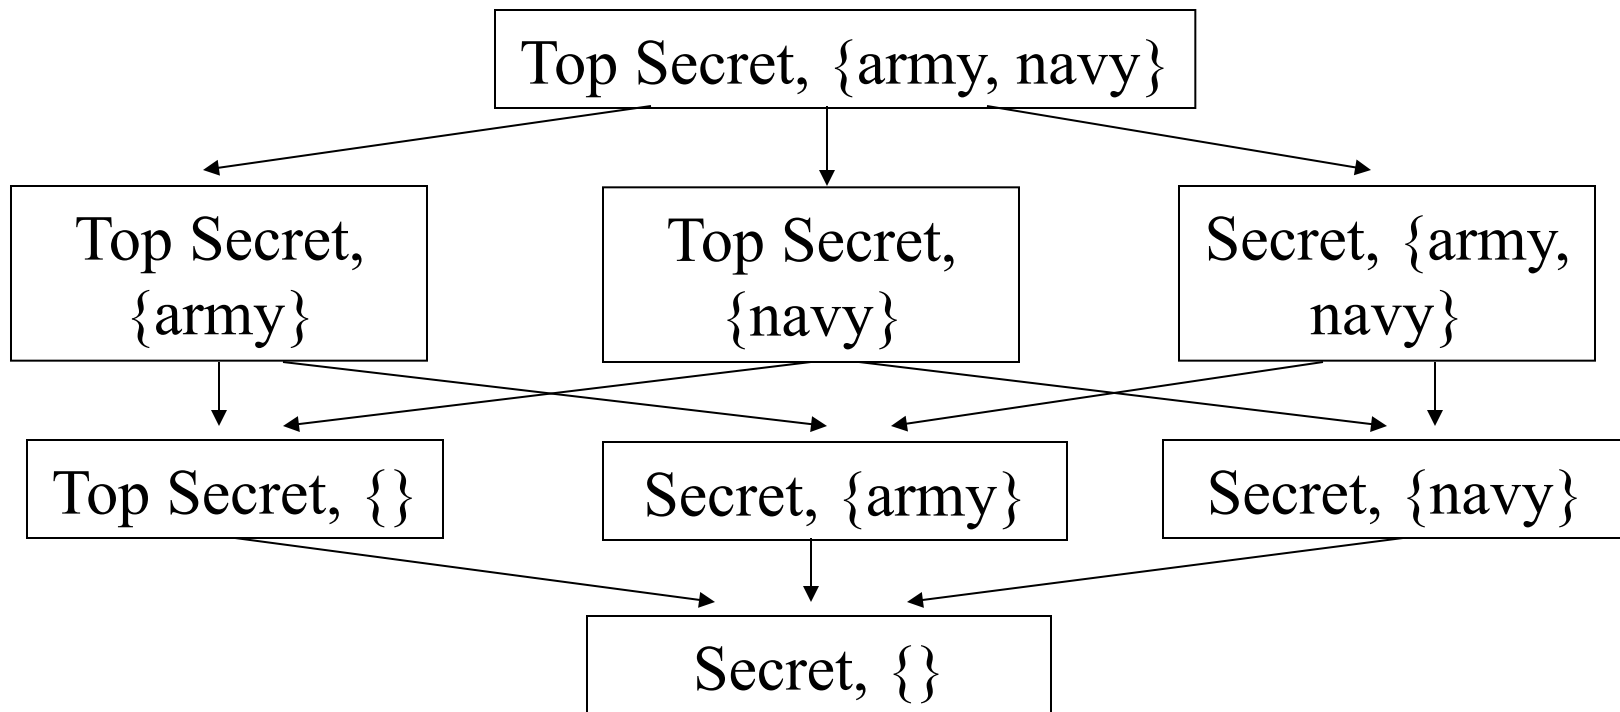 Top Secret, {army, navy}
Top Secret,
{army}
Top Secret,
{navy}
Secret, {army,
navy}
Top Secret, {}
Secret, {army}
Secret, {navy}
Secret, {}